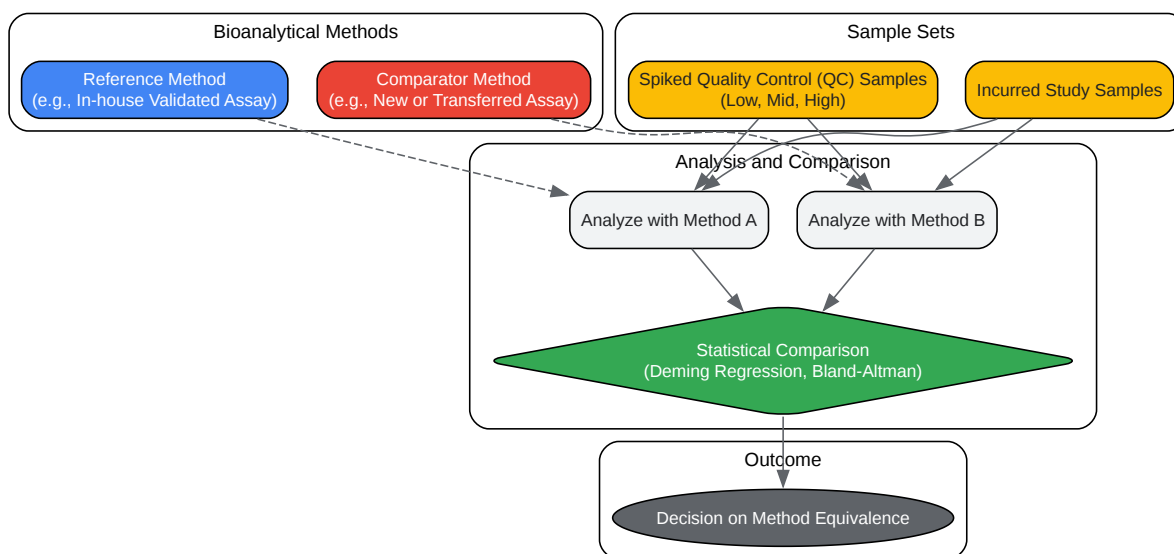 Bioanalytical Methods
Sample Sets
Reference Method
(e.g., In-house Validated Assay)
Comparator Method
(e.g., New or Transferred Assay)
Spiked Quality Control (QC) Samples
(Low, Mid, High)
Incurred Study Samples
Analysis and Comparison
Analyze with Method A
Analyze with Method B
Statistical Comparison
(Deming Regression, Bland-Altman)
Outcome
Decision on Method Equivalence